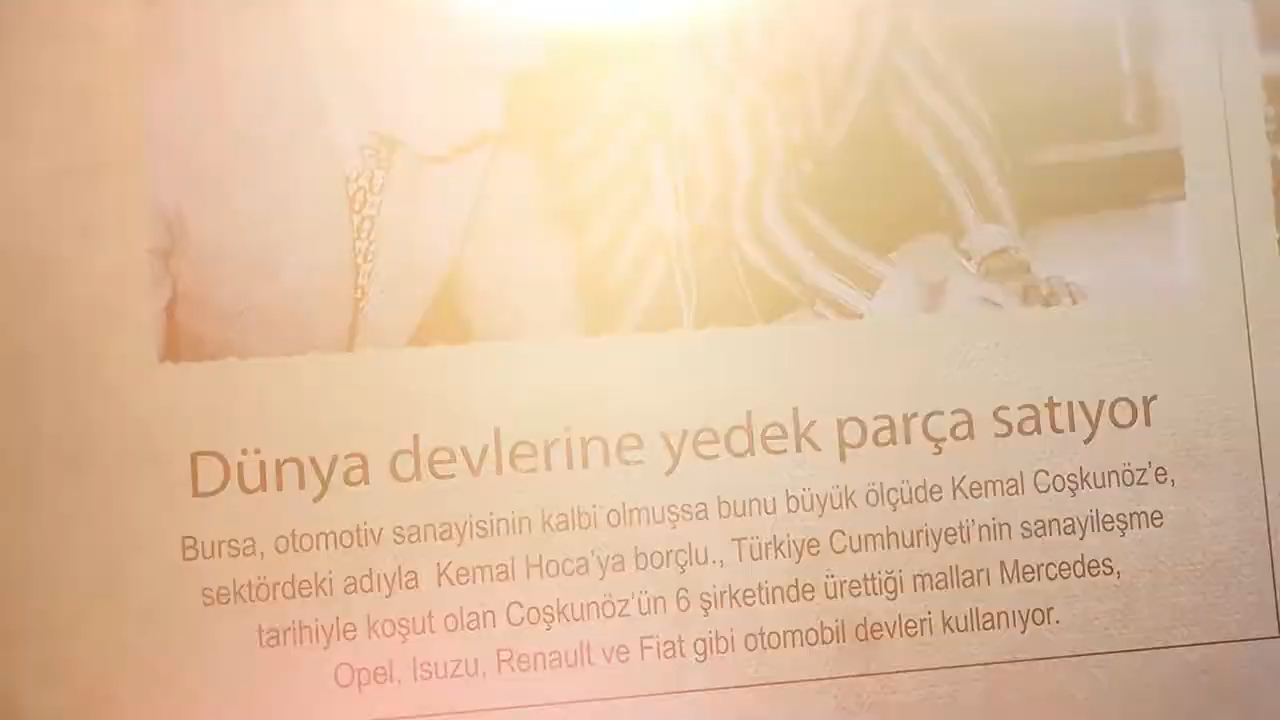 Dünya devlerine yedek parça satıyor
Bursa, otomotiv sanayisinin kalbi olmuşsa bunu büyük ölçüde Kemal Coşkunöz'e,
sektördeki adıyla Kemal Hoca'ya borçlu., Türkiye Cumhuriyeti'nin sanayileşme
tarihiyle koşut olan Coşkunöz'ün 6 şirketinde ürettiği malları Mercedes,
Opel, Isuzu, Renault ve Fiat gibi otomobil devleri kullanıyor.